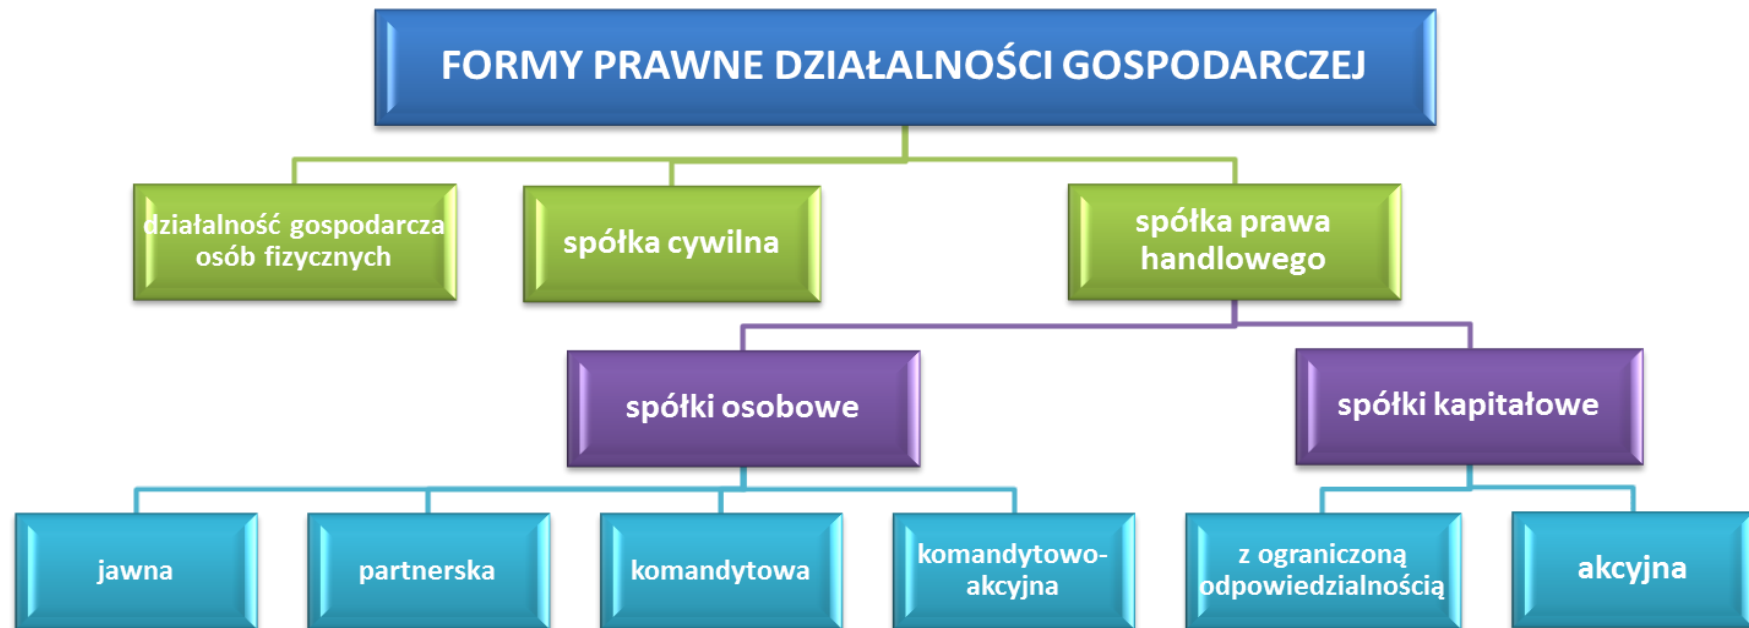 FORMY PRAWNE DZIAŁALNOŚCI GOSPODARCZEJ
działalność gospodarcza
osób fizycznych
spółka cywilna
spółka prawa
handlowego
spółki osobowe
spółki kapitałowe
jawna
partnerska
komandytowa
komandytowo-
akcyjna
z ograniczoną
odpowiedzialnością
akcyjna